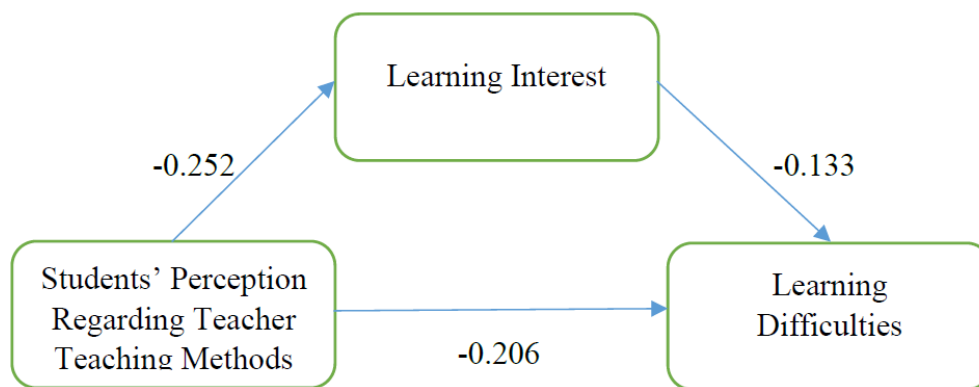 Learning Interest
-0.252
-0.133
Students’ Perception
Regarding Teacher
Teaching Methods
Learning
Difficulties
-0.206